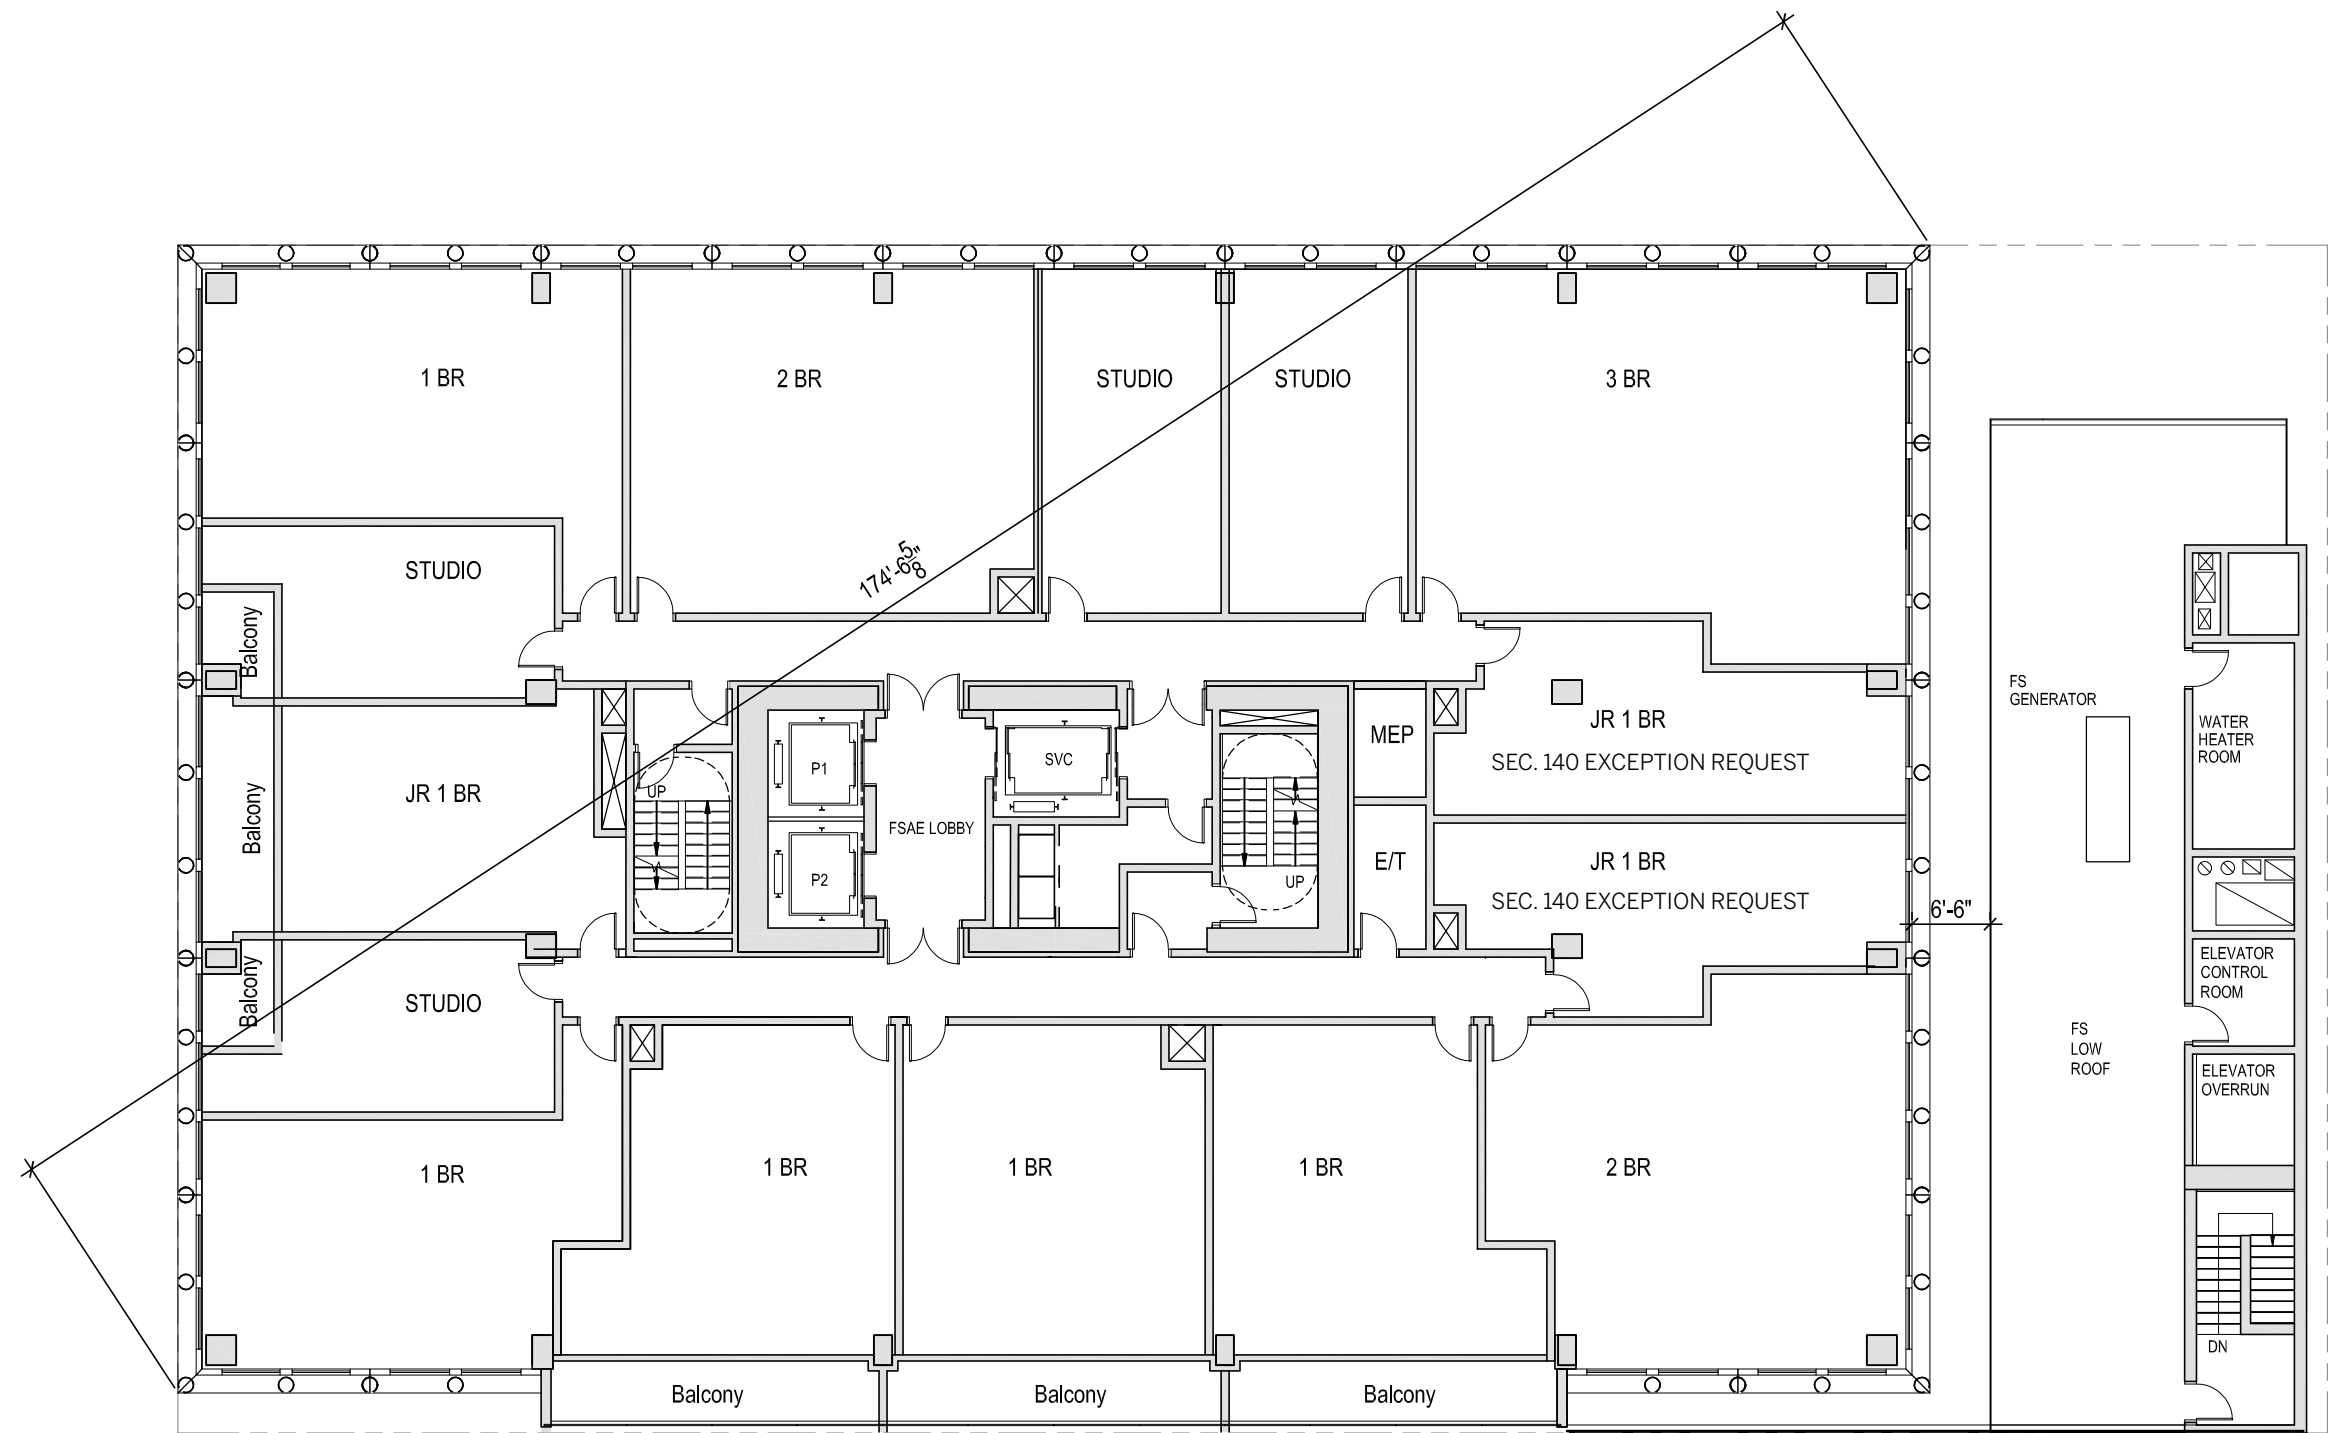 1 BR
2 BR
STUDIO
STUDIO
3 BR
STUDIO
174'-6 5/8"
Balcony
FS
GENERATOR
JR 1 BR
SEC. 140 EXCEPTION REQUEST
WATER
HEATER
ROOM
MEP
SVC
P1
UP
JR 1 BR
Balcony
FSAE LOBBY
E/T
JR 1 BR
SEC. 140 EXCEPTION REQUEST
P2
UP
6'-6"
ELEVATOR
CONTROL
ROOM
Balcony
STUDIO
FS
LOW
ROOF
ELEVATOR
OVERRUN
1 BR
1 BR
1 BR
1 BR
2 BR
DN
Balcony
Balcony
Balcony